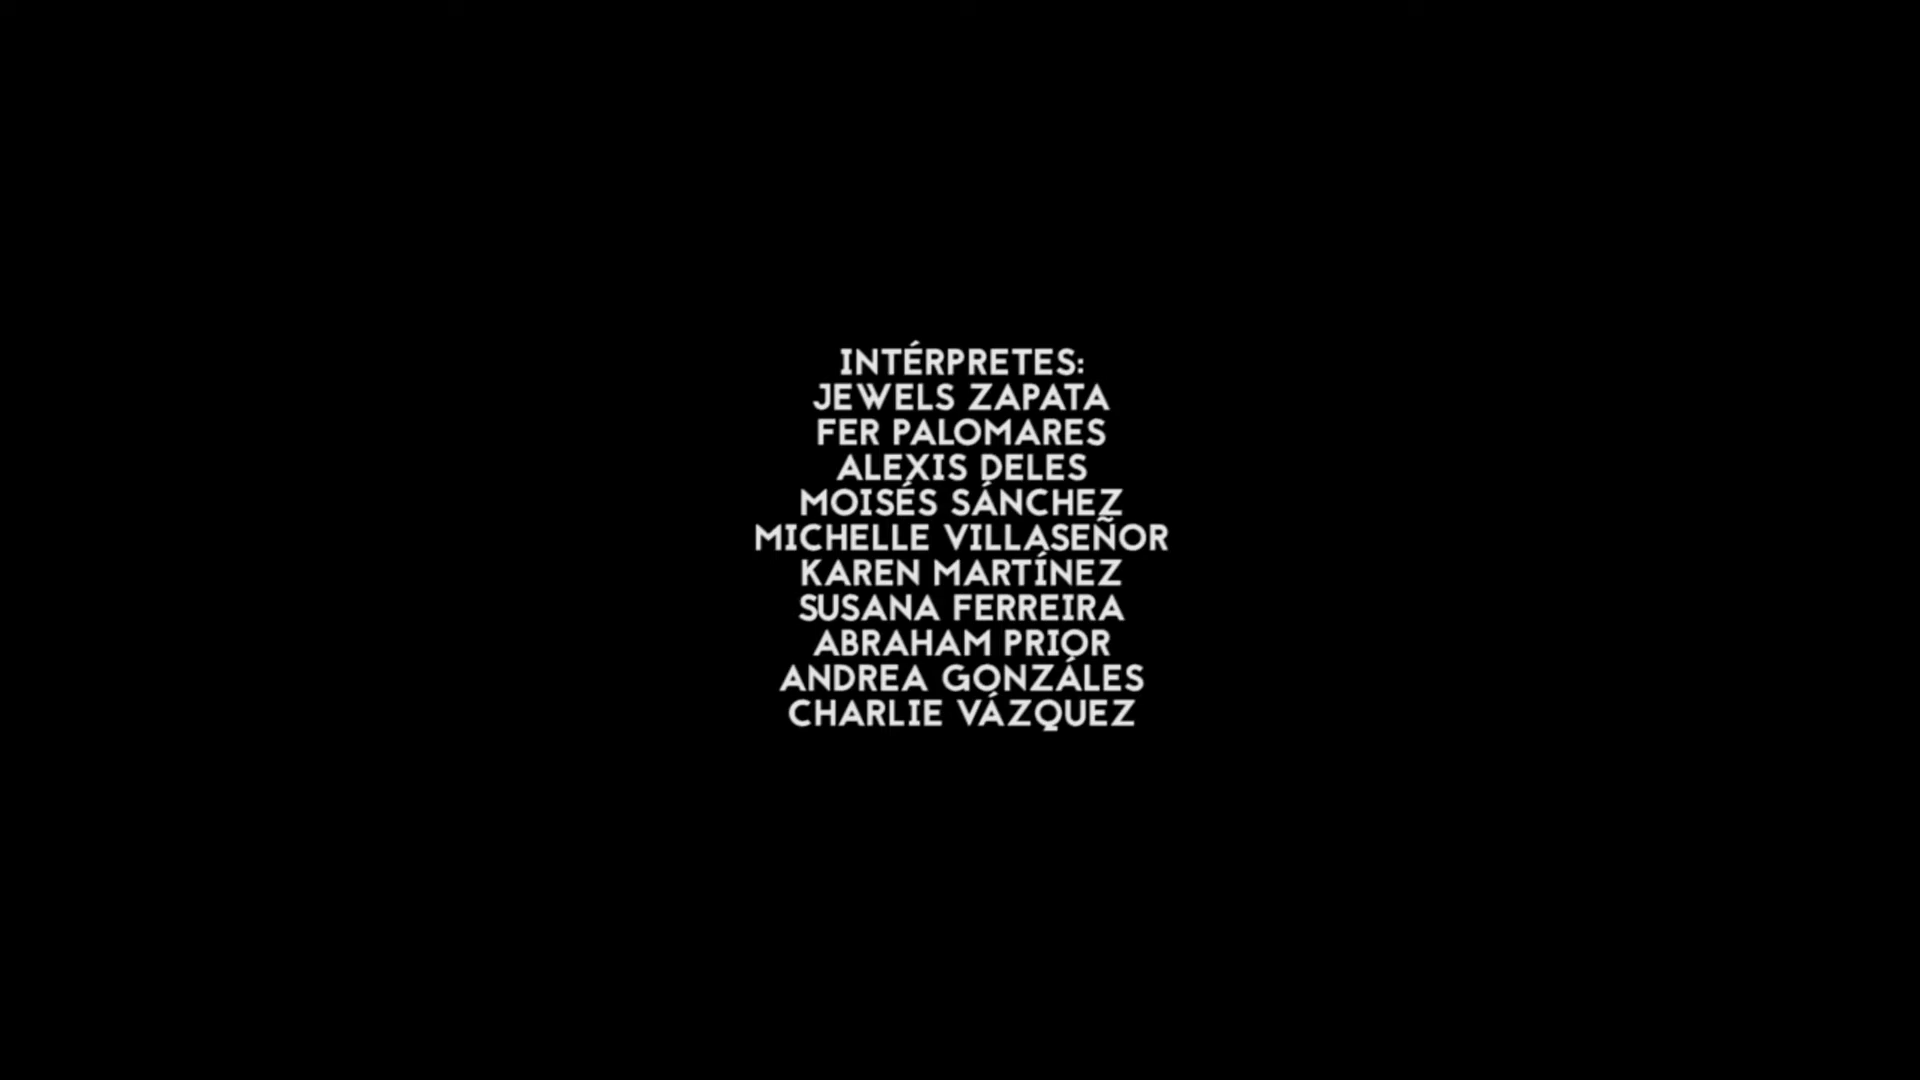 INTÉRPRETES:
JEWELS ZAPATA
FER PALOMARES
ALEXIS DELES
MOISÉS SÁNCHEZ
MICHELLE VILLASEÑOR
KAREN MARTÍNEZ
SUSANA FERREIRA
ABRAHAM PRIOR
ANDREA GONZÁLES
CHARLIE VÁZQUEZ